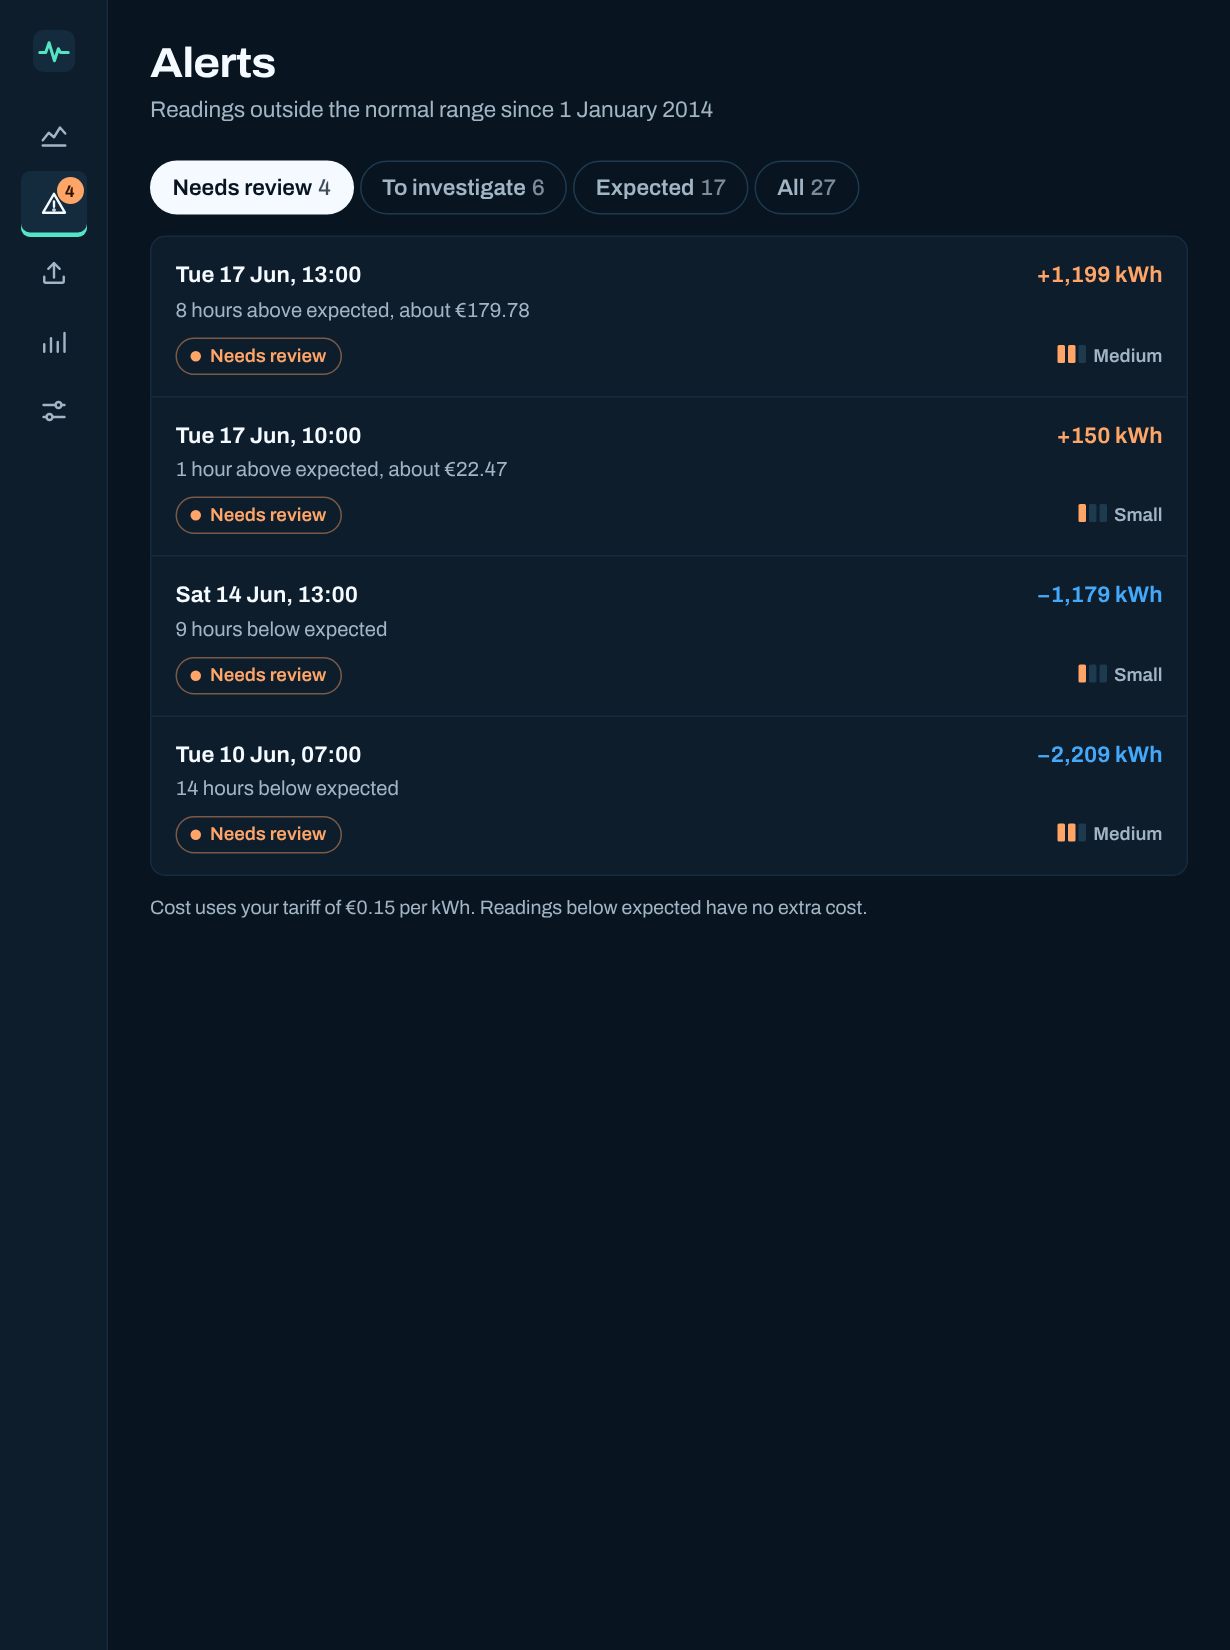 Alerts
Readings outside the normal range since 1 January 2014
4
Needs review 4
To investigate 6
Expected 17
All 27
Tue 17 Jun, 13:00
+1,199 kWh
8 hours above expected, about €179.78
Needs review
Medium
Tue 17 Jun, 10:00
+150 kWh
1 hour above expected, about €22.47
Needs review
Small
Sat 14 Jun, 13:00
−1,179 kWh
9 hours below expected
Needs review
Small
Tue 10 Jun, 07:00
−2,209 kWh
14 hours below expected
Needs review
Medium
Cost uses your tariff of €0.15 per kWh. Readings below expected have no extra cost.